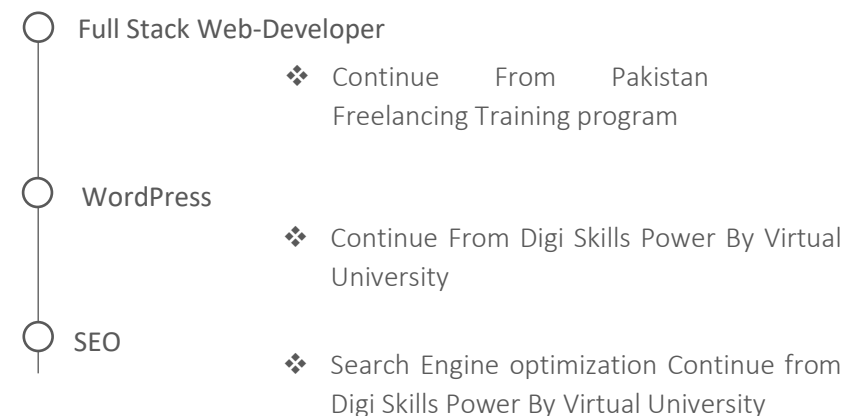 Full Stack Web-Developer
❖ Continue From Pakistan
Freelancing Training program
WordPress
❖ Continue From Digi Skills Power By Virtual
University
SEO
❖ Search Engine optimization Continue from
Digi Skills Power By Virtual University